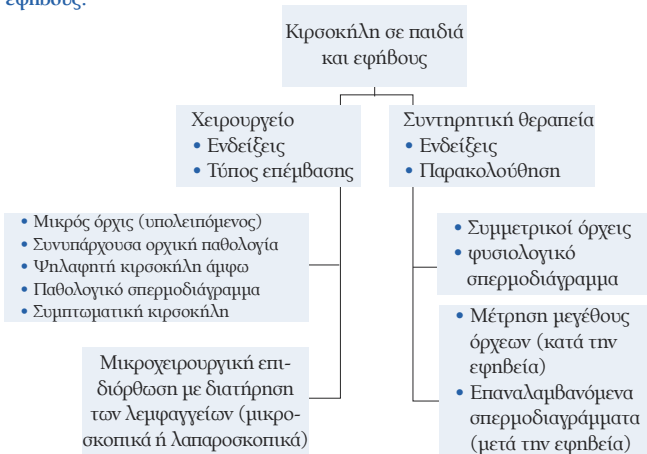 εφήβους.
Κιρσοκήλη σε παιδιά
και εφήβους
Χειρουργείο
• Ενδείξεις
• Τύπος επέμβασης
Συντηρητική θεραπεία
• Ενδείξεις
• Παρακολούθηση
• Μικρός όρχις (υπολειπόμενος)
• Συνυπάρχουσα ορχική παθολογία
• Ψηλαφητή κιρσοκήλη άμφω
• Παθολογικό σπερμοδιάγραμμα
• Συμπτωματική κιρσοκήλη
• Συμμετρικοί όρχεις
• φυσιολογικό
σπερμοδιάγραμμα
Μικροχειρουργική επι-
διόρθωση με διατήρηση
των λεμφαγγείων (μικρο-
σκοπικά ή λαπαροσκοπικά)
• Μέτρηση μεγέθους
όρχεων (κατά την
εφηβεία)
• Επαναλαμβανόμενα
σπερμοδιαγράμματα
(μετά την εφηβεία)